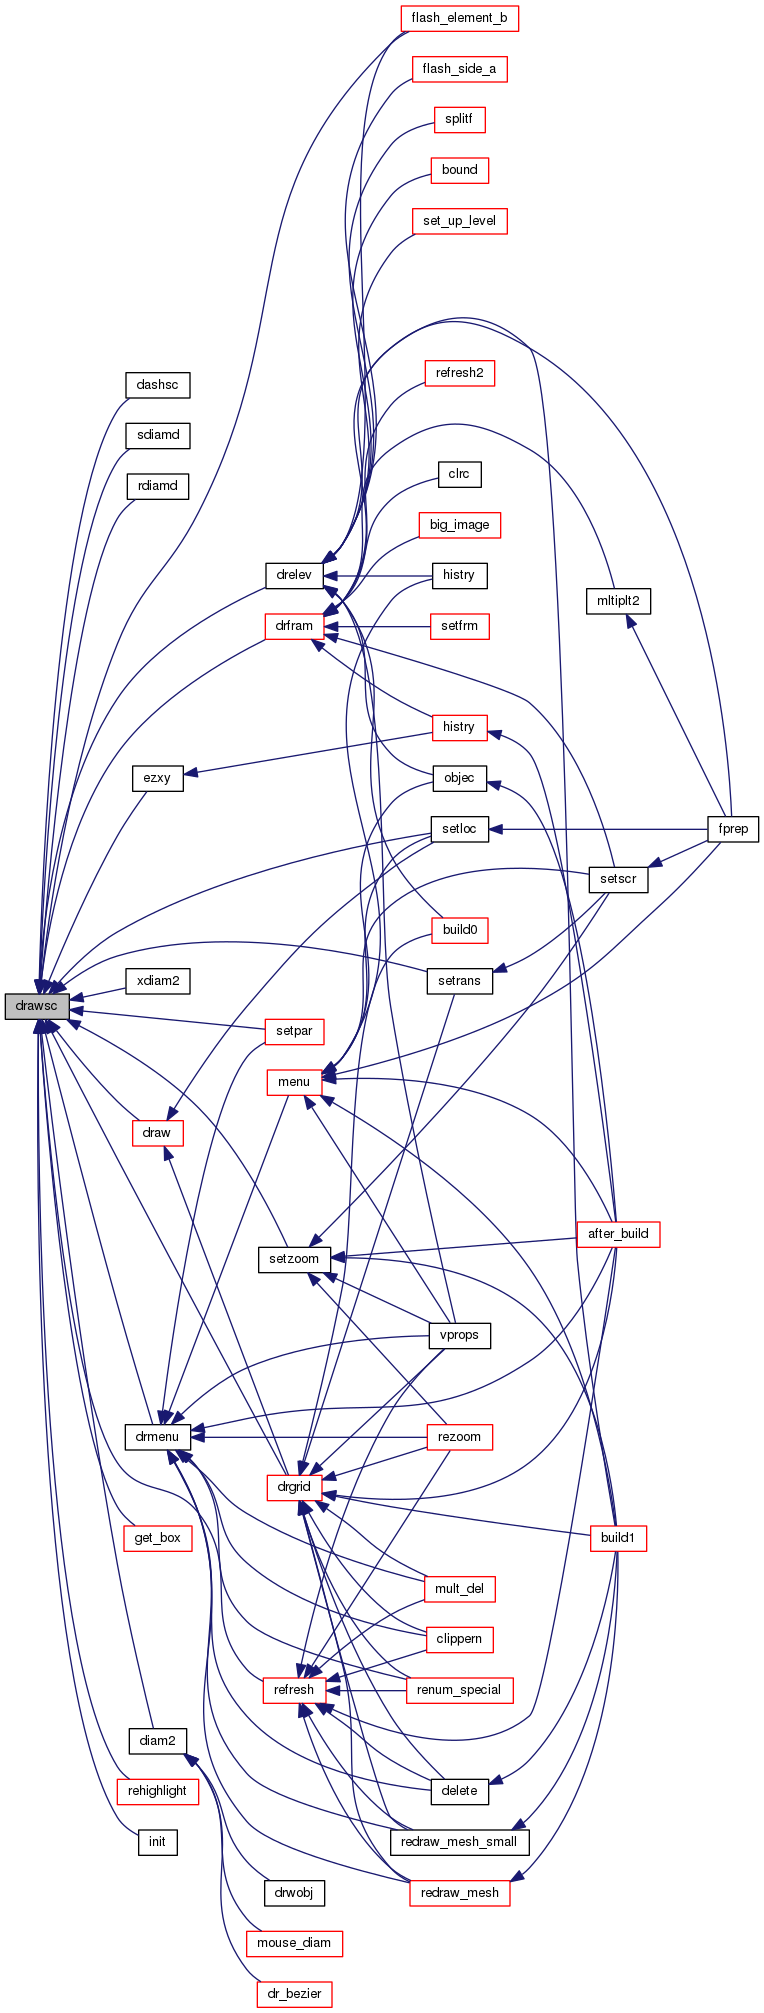 flash_element_b
flash_side_a
splitf
bound
set_up_level
refresh2
dashsc
sdiamd
clrc
rdiamd
big_image
drelev
histry
mltiplt2
drfram
setfrm
histry
ezxy
objec
setloc
fprep
setscr
build0
xdiam2
setrans
drawsc
setpar
menu
draw
after_build
setzoom
vprops
drmenu
rezoom
drgrid
get_box
build1
mult_del
clippern
refresh
renum_special
diam2
rehighlight
delete
init
redraw_mesh_small
drwobj
redraw_mesh
mouse_diam
dr_bezier